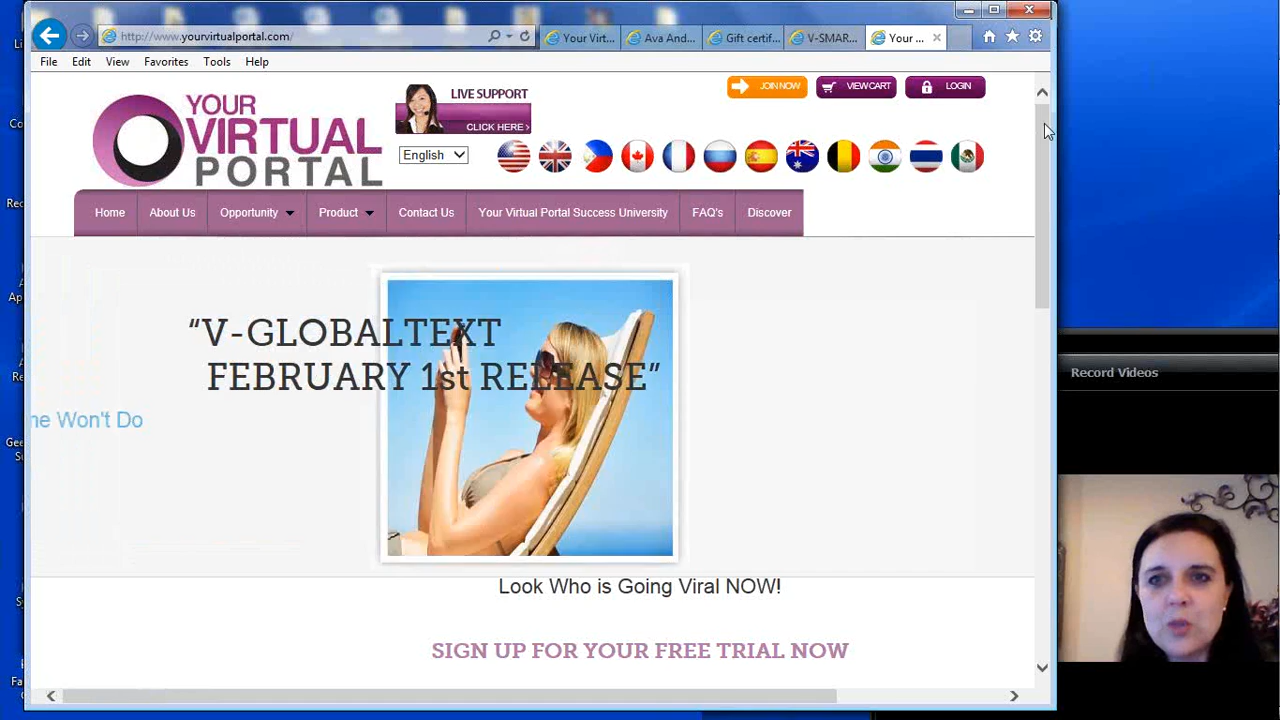 http://www.yourvirtualportal.com/
Your Virt...
Ava And...
Gift certif...
V-SMAR...
Your ...
File Edit View Favorites Tools Help
YOUR
VIRTUAL
PORTAL
LIVE SUPPORT
CLICK HERE >
JOIN NOW
VIEW CART
LOGIN
English
Home
About Us
Opportunity
Product
Contact Us
Your Virtual Portal Success University
FAQ's
Discover
“V-GLOBALTEXT
FEBRUARY 1st RELEASE”
ne Won't Do
Look Who is Going Viral NOW!
SIGN UP FOR YOUR FREE TRIAL NOW
Record Videos